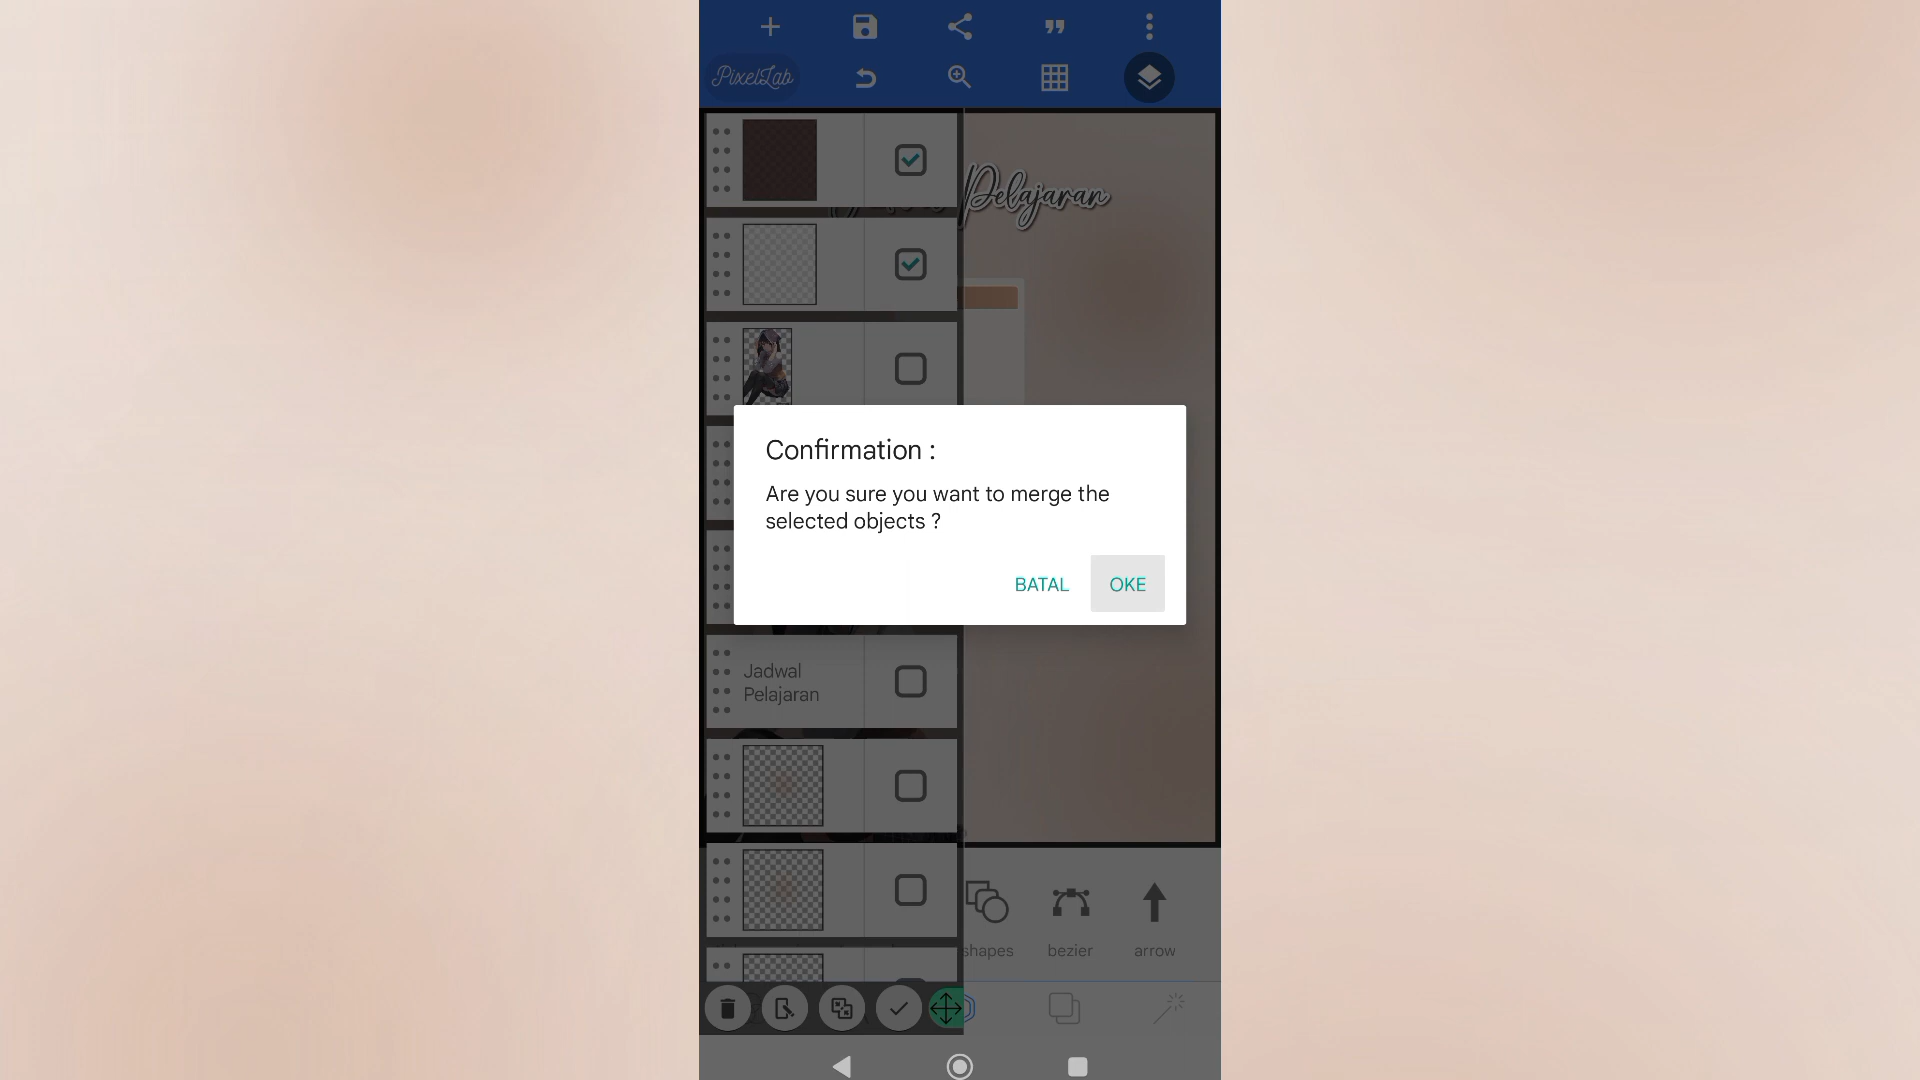 PixelLab
Pelajaran
Confirmation :
Are you sure you want to merge the
selected objects ?
BATAL OKE
Jadwal
Pelajaran
shapes bezier arrow